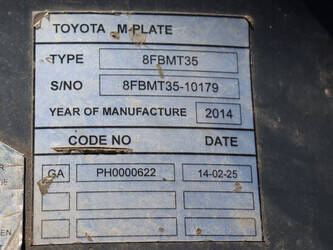 TOYOTA M-PLATE
TYPE 8FBMT35
S/NO 8FBMT35-10179
YEAR OF MANUFACTURE 2014
CODE NO DATE
GA PH0000622 14-02-25